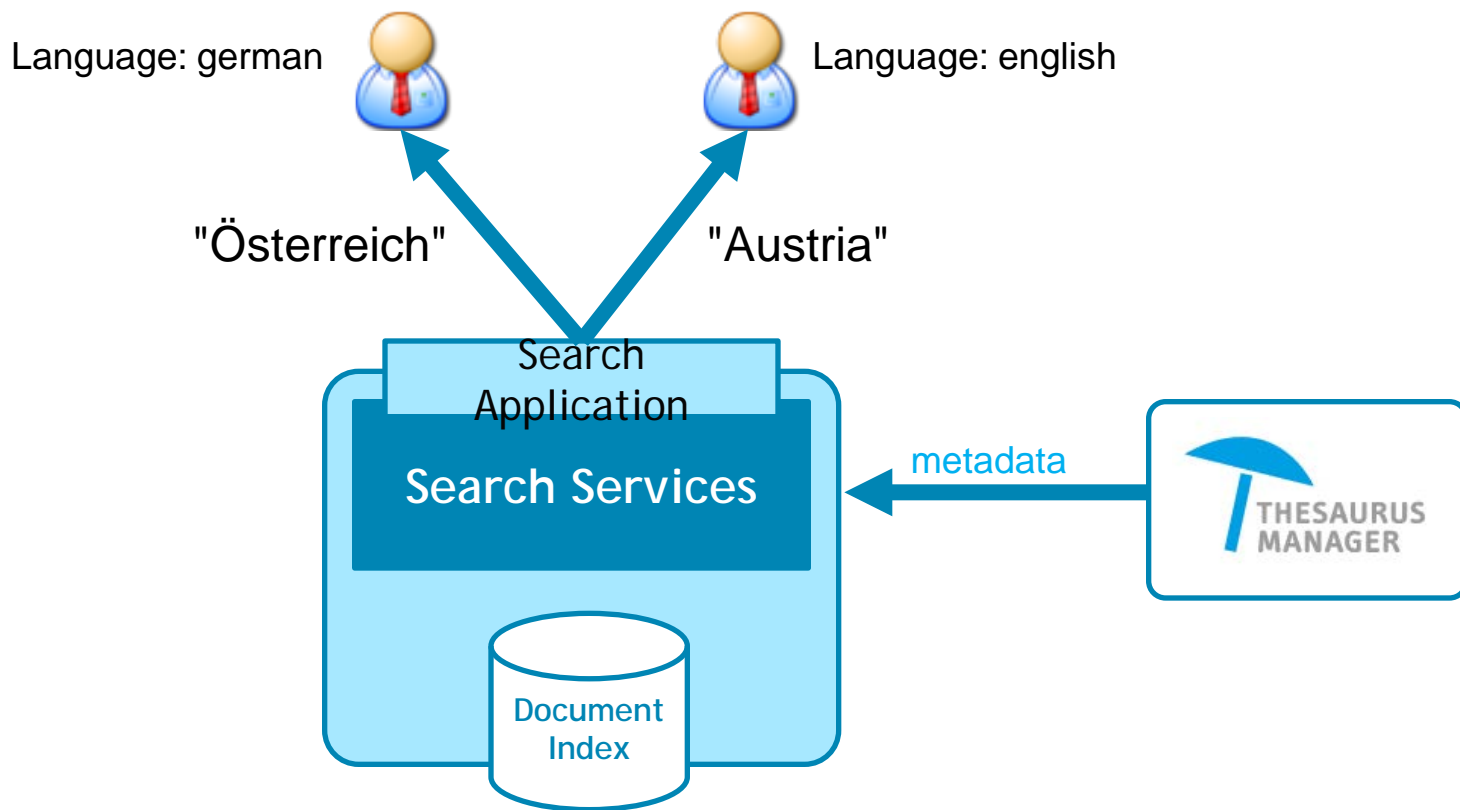 Language: german
Language: english
"Österreich"
"Austria"
Search
Application
Search Services
metadata
THESAURUS
MANAGER
Document
Index